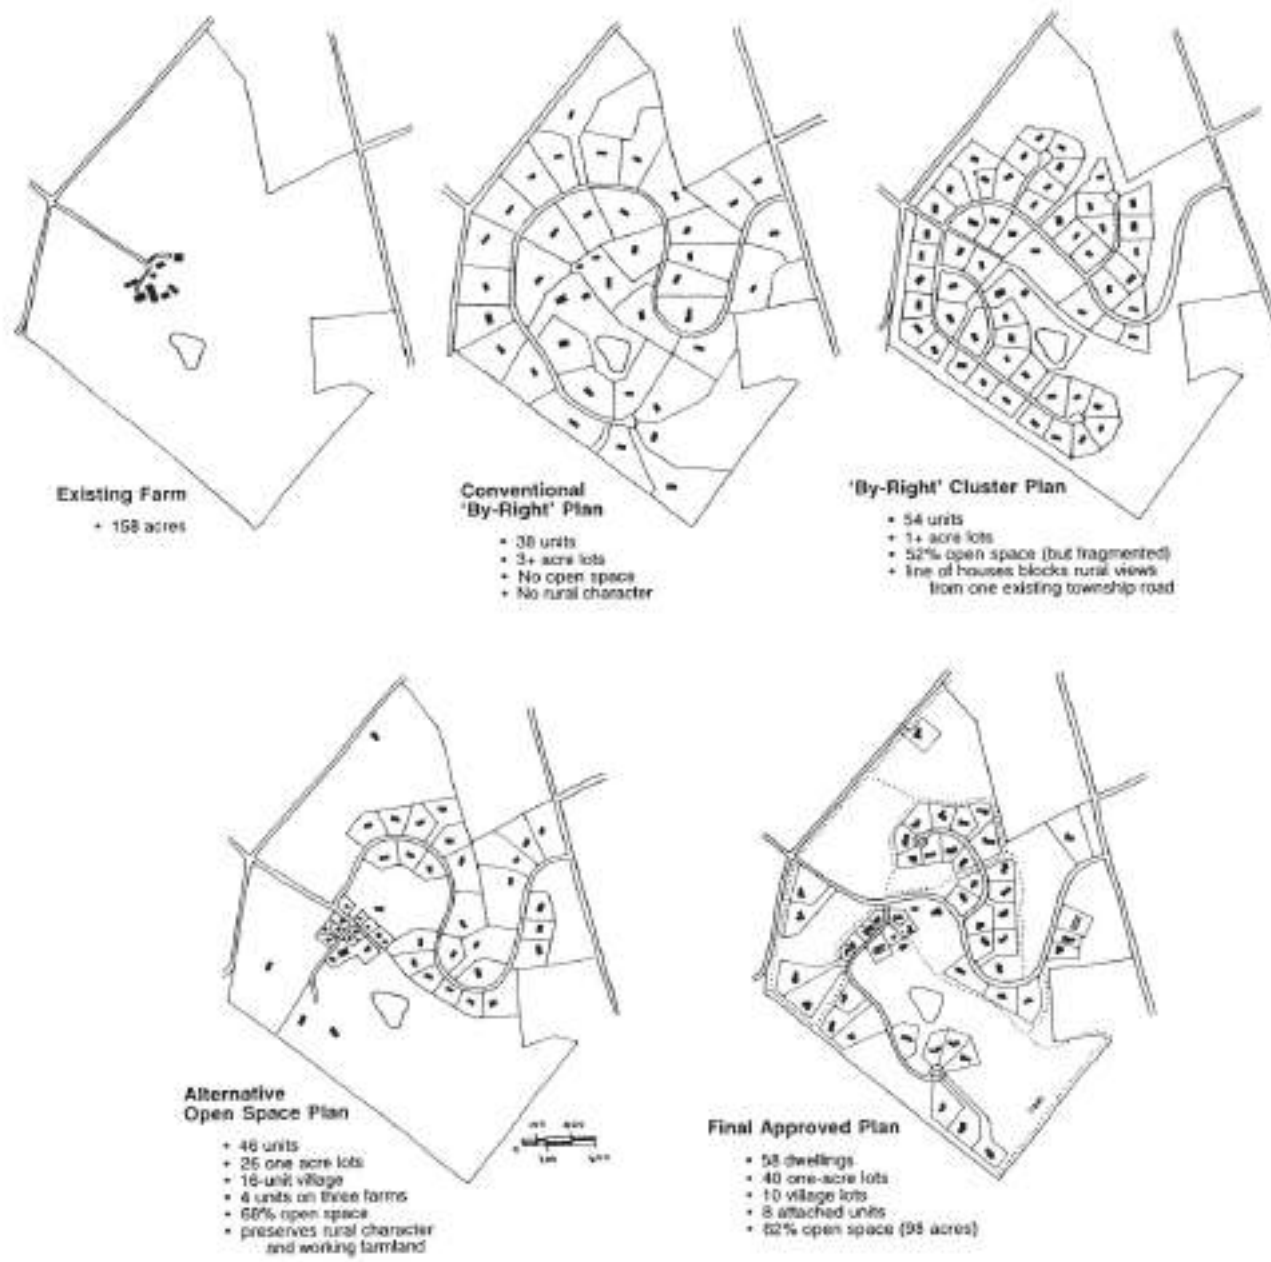 Existing Farm
+ 158 acres
Conventional
'By-Right' Plan
• 38 units
• 3+ acre lots
• No open space
• No rural character
'By-Right' Cluster Plan
• 54 units
+ 1+ acre lots
• 52% open space (but fragmented)
+ line of houses blocks rural views
from one existing township road
Alternative
Open Space Plan
+ 46 units
+ 26 one acre lots
• 16-unit village
• 4 units on three farms
• 68% open space
• preserves rural character
and working farmland
Final Approved Plan
• 58 dwellings
• 40 one-acre lots
• 10 village lots
• 8 attached units
• 62% open space (98 acres)